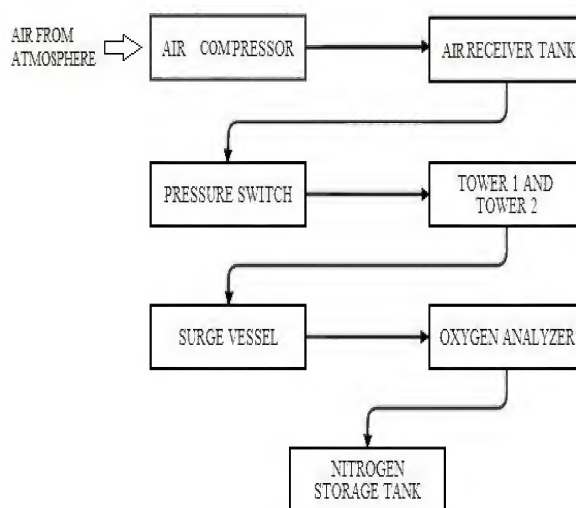 AIR FROM
ATMOSPHERE
AIR COMPRESSOR
AIR RECEIVER TANK
PRESSURE SWITCH
TOWER 1 AND
TOWER 2
SURGE VESSEL
OXYGEN ANALYZER
NITROGEN
STORAGE TANK